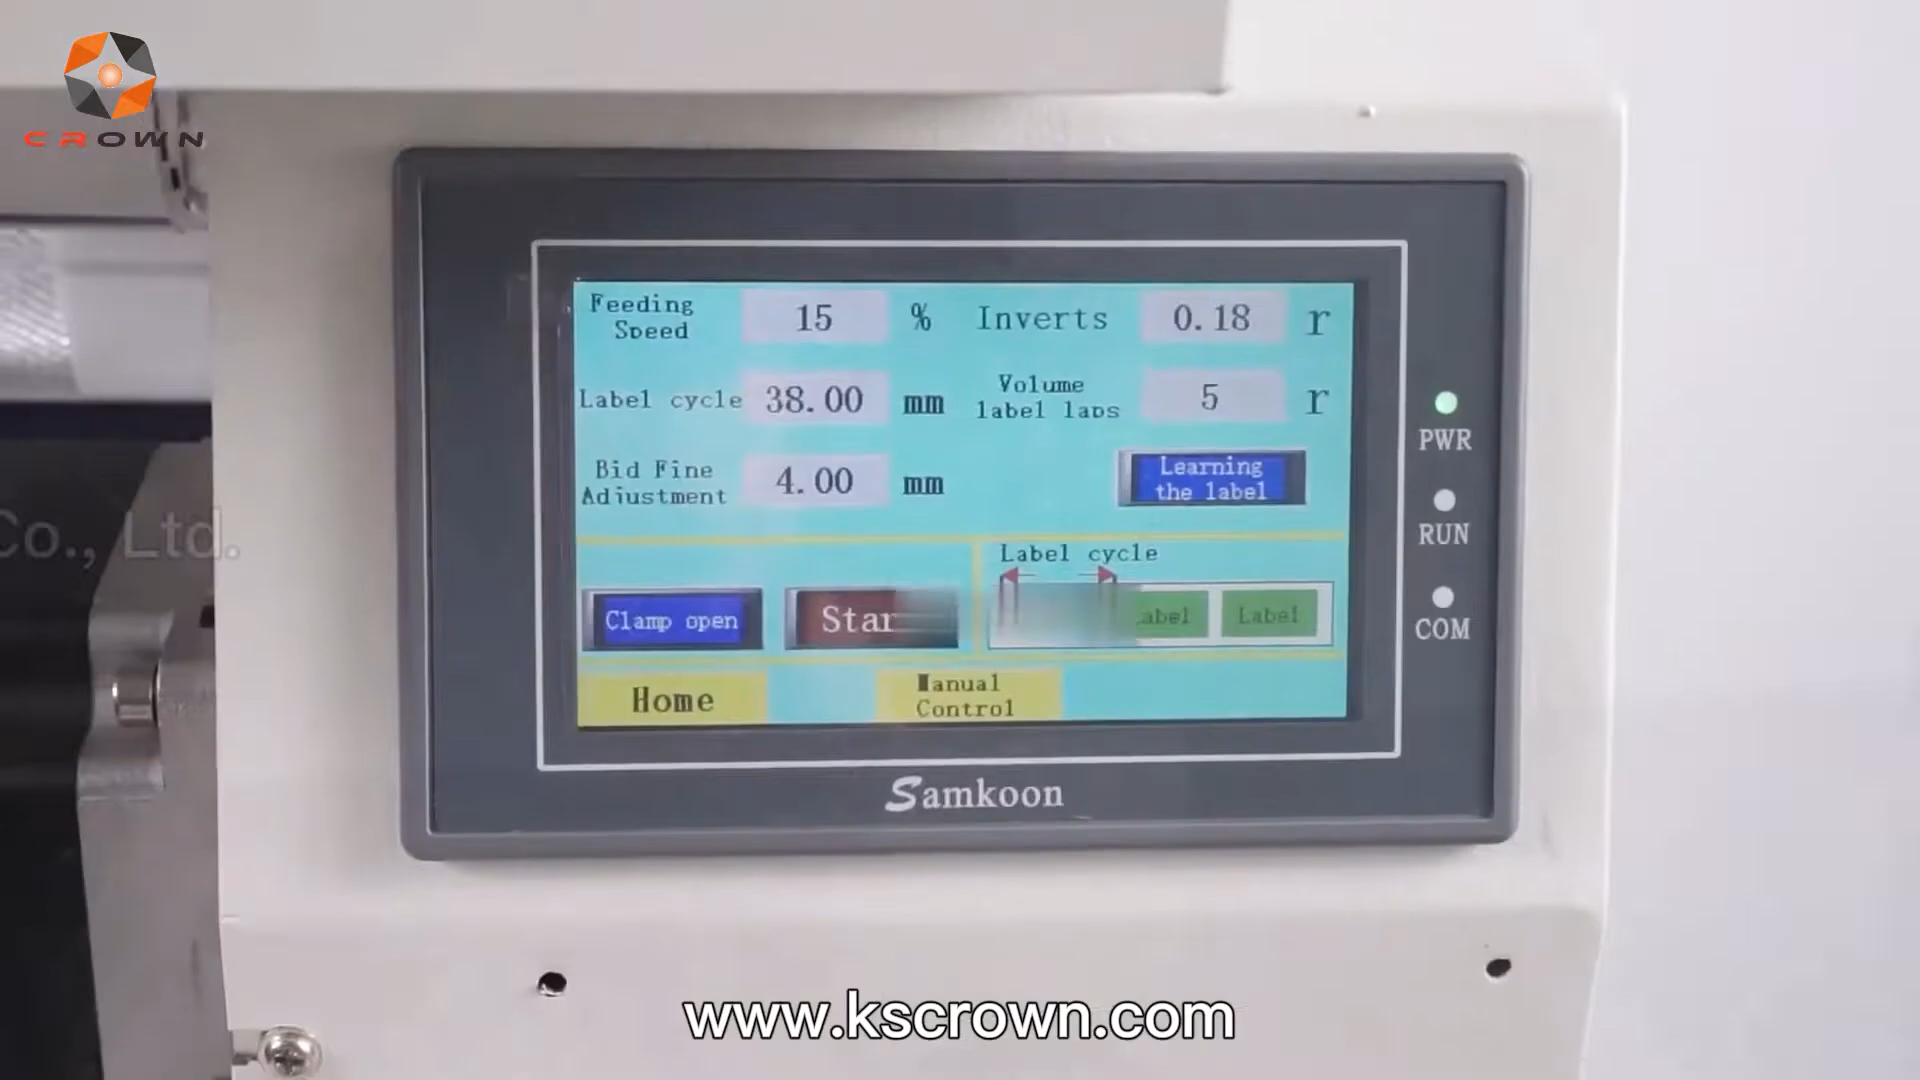 CROWN
Feeding
Speed
15
%
Inverts
0.18
r
Label cycle
38.00
mm
Volume
label laps
5
r
Bid Fine
Adjustment
4.00
mm
Learning
the label
PWR
RUN
COM
Co., Ltd.
Label cycle
Clamp open
Label
Home
Manual
Control
Samkoon
www.kscrown.com